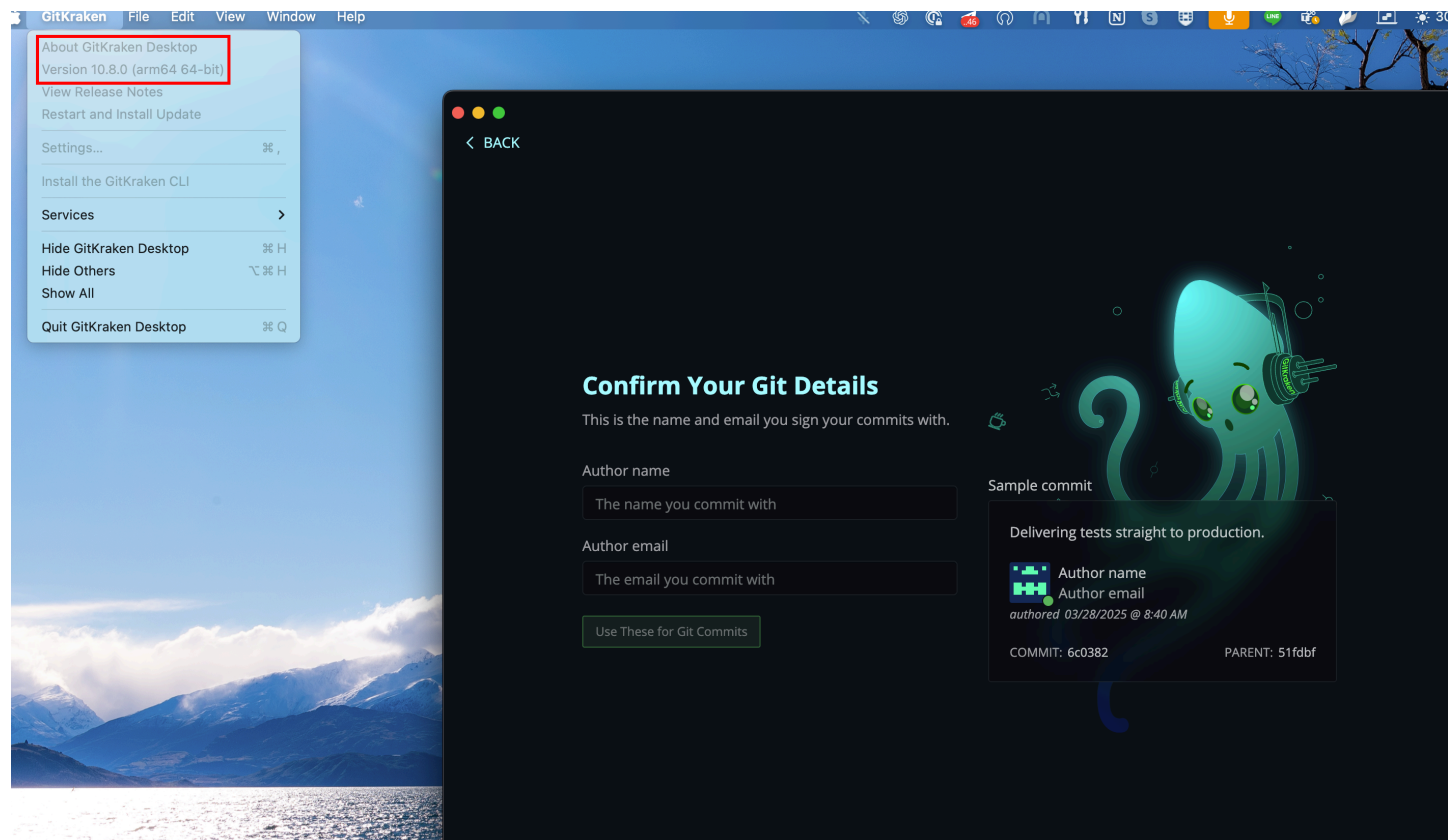 GitKraken File Edit View Window Help
About GitKraken Desktop
Version 10.8.0 (arm64 64-bit)
View Release Notes
Restart and Install Update
Settings... ⌘ ,
Install the GitKraken CLI
Services
Hide GitKraken Desktop ⌘ H
Hide Others ⌥ ⌘ H
Show All
Quit GitKraken Desktop ⌘ Q
.46
N
S
LINE
30
BACK
GitKraken
Confirm Your Git Details
This is the name and email you sign your commits with.
Author name
The name you commit with
Author email
The email you commit with
Use These for Git Commits
Sample commit
Delivering tests straight to production.
Author name
Author email
authored 03/28/2025 @ 8:40 AM
COMMIT: 6c0382 PARENT: 51fdbf